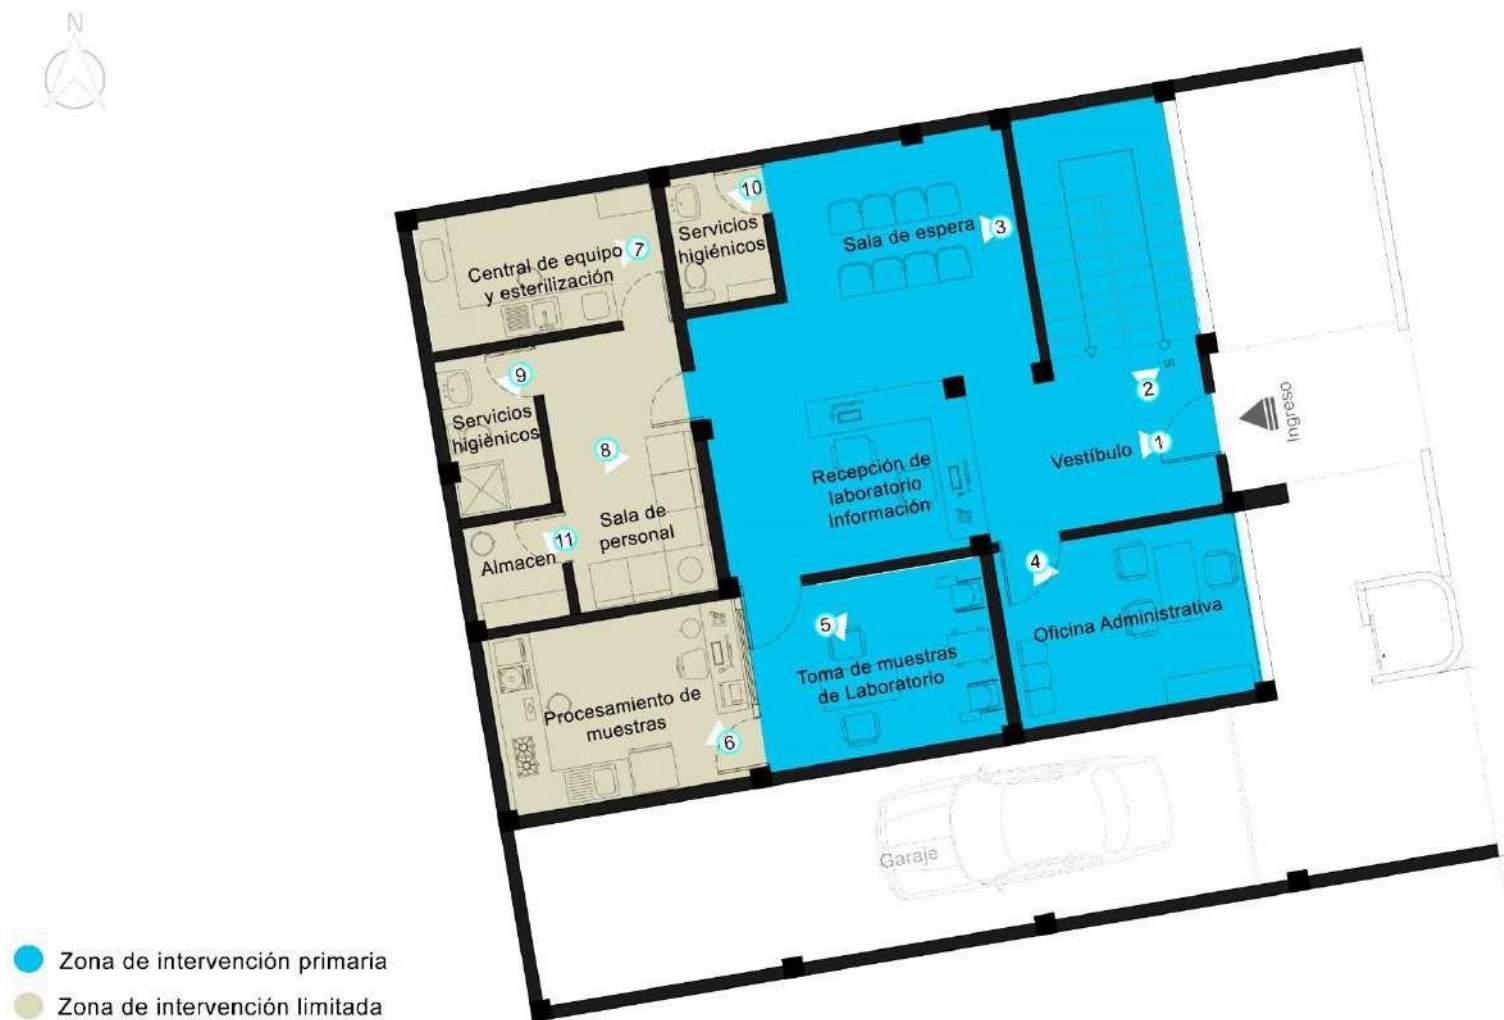 N
10
Servicios
higiénicos
Sala de espera
3
7
Central de equipo
y esterilización
9
Servicios
higiènicos
8
2
s
Ingreso
1
Vestíbulo
Recepción de
laboratorio
Información
Sala de
personal
11
Almacen
4
Oficina Administrativa
5
Toma de muestras
de Laboratorio
Procesamiento de
muestras
6
Garaje
Zona de intervención primaria
Zona de intervención limitada